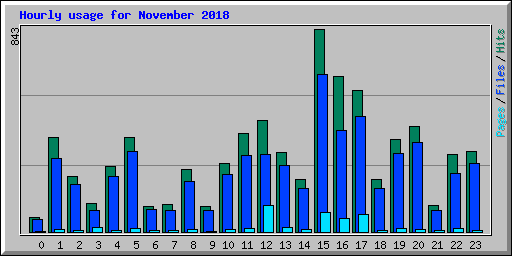 Hourly usage for November 2018
843
Pages / Files / Hits
0 1 2 3 4 5 6 7 8 9 10 11 12 13 14 15 16 17 18 19 20 21 22 23